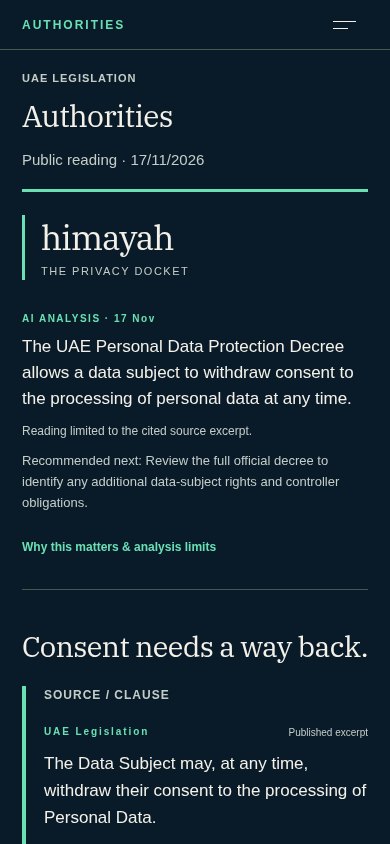 AUTHORITIES
UAE LEGISLATION
Authorities
Public reading · 17/11/2026
himayah
THE PRIVACY DOCKET
AI ANALYSIS · 17 Nov
The UAE Personal Data Protection Decree
allows a data subject to withdraw consent to
the processing of personal data at any time.
Reading limited to the cited source excerpt.
Recommended next: Review the full official decree to
identify any additional data-subject rights and controller
obligations.
Why this matters & analysis limits
Consent needs a way back.
SOURCE / CLAUSE
UAE Legislation
Published excerpt
The Data Subject may, at any time,
withdraw their consent to the processing of
Personal Data.